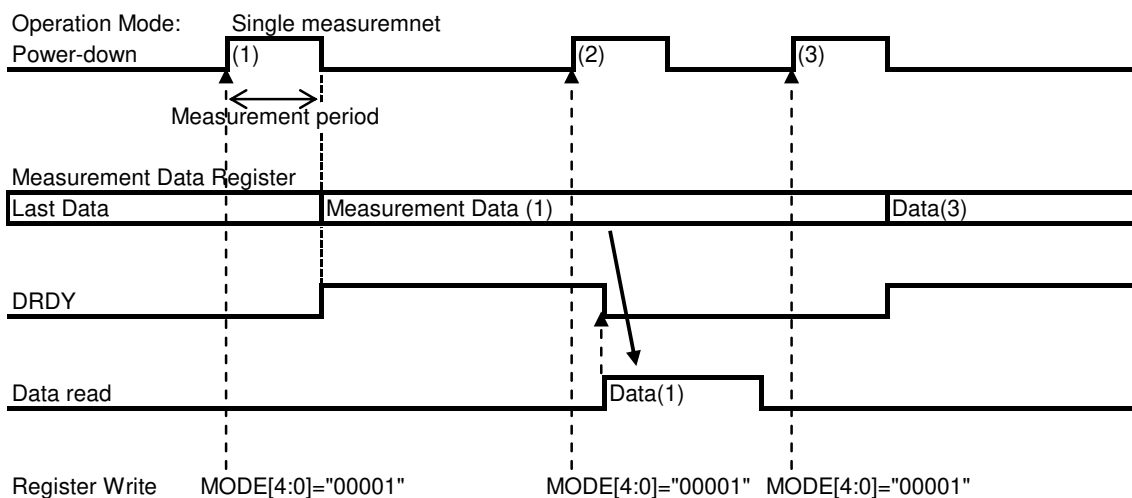 Operation Mode: Single measuremnet
Power-down
(1) (2) (3)
Measurement period
Measurement Data Register
Last Data Measurement Data (1) Data(3)
DRDY
Data read Data(1)
Register Write MODE[4:0]="00001" MODE[4:0]="00001" MODE[4:0]="00001"